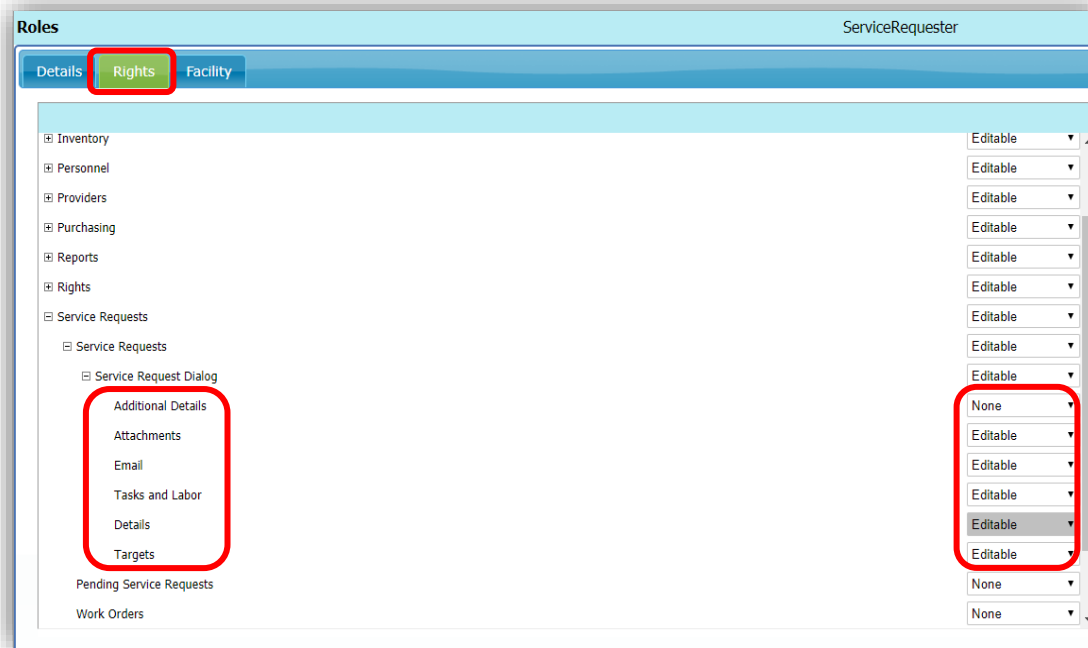 Roles ServiceRequester
Details Rights Facility
Inventory Editable
Personnel Editable
Providers Editable
Purchasing Editable
Reports Editable
Rights Editable
Service Requests Editable
Service Requests Editable
Service Request Dialog Editable
Additional Details None
Attachments Editable
Email Editable
Tasks and Labor Editable
Details Editable
Targets Editable
Pending Service Requests None
Work Orders None